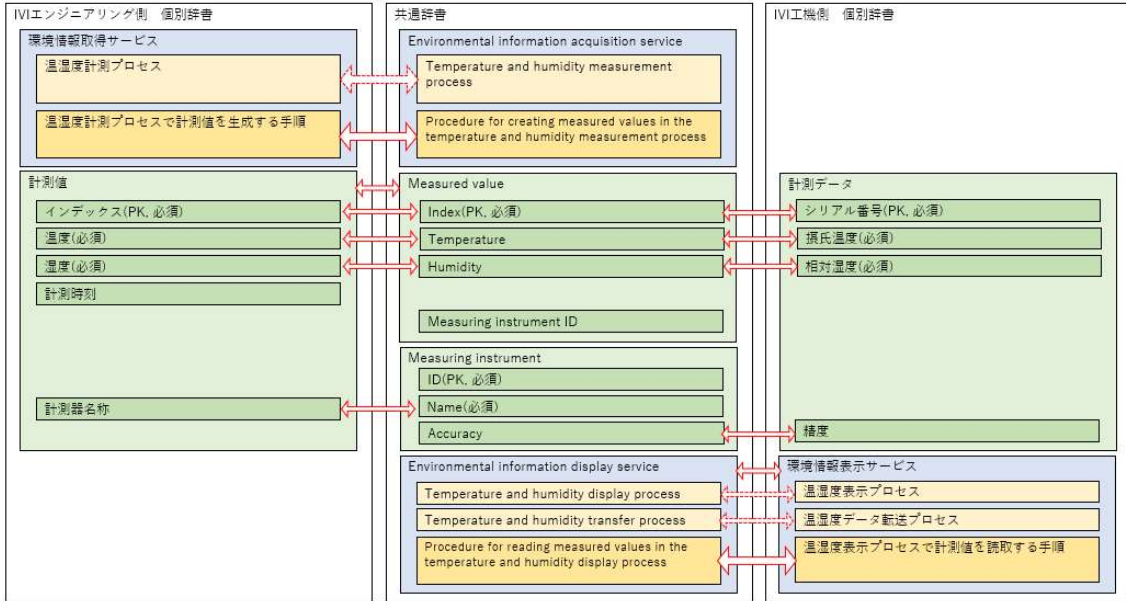 IVIエンジニアリング側　個別辞書
環境情報取得サービス
温湿度計測プロセス
温湿度計測プロセスで計測値を生成する手順
計測値
インデックス(PK, 必須)
温度(必須)
湿度(必須)
計測時刻
計測器名称
共通辞書
Environmental information acquisition service
Temperature and humidity measurement
process
Procedure for creating measured values in the
temperature and humidity measurement process
Measured value
Index(PK, 必須)
Temperature
Humidity
Measuring instrument ID
Measuring instrument
ID(PK, 必須)
Name(必須)
Accuracy
Environmental information display service
Temperature and humidity display process
Temperature and humidity transfer process
Procedure for reading measured values in the
temperature and humidity display process
IVI工機側　個別辞書
計測データ
シリアル番号(PK, 必須)
摂氏温度(必須)
相対湿度(必須)
精度
環境情報表示サービス
温湿度表示プロセス
温湿度データ転送プロセス
温湿度表示プロセスで計測値を読取する手順